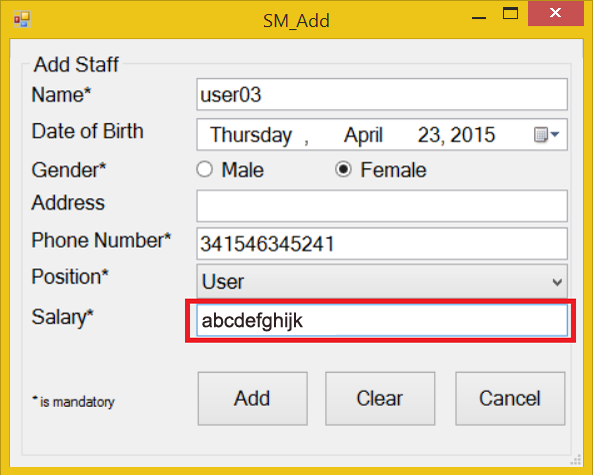 SM_Add
Add Staff
Name* user03
Date of Birth Thursday , April 23, 2015
Gender* Male Female
Address
Phone Number* 341546345241
Position* User
Salary* abcdefghijk
* is mandatory Add Clear Cancel